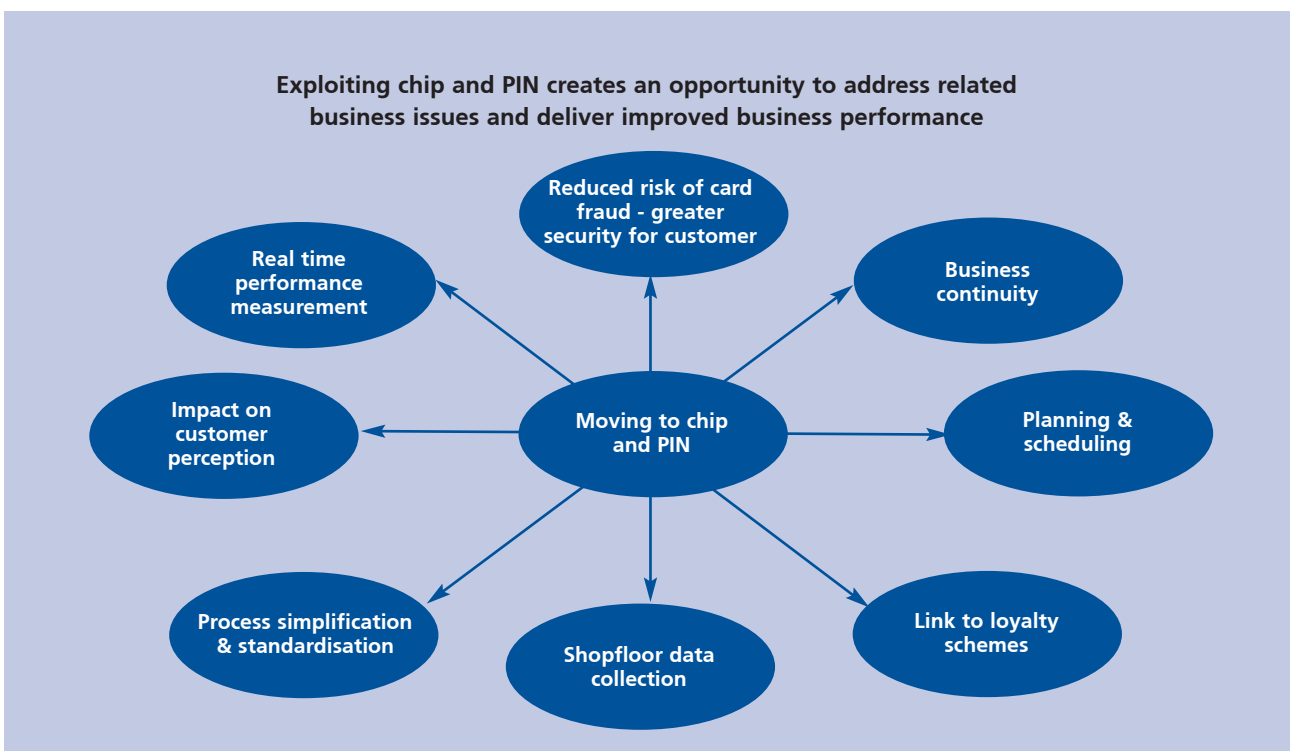 Exploiting chip and PIN creates an opportunity to address related
business issues and deliver improved business performance
Reduced risk of card
fraud - greater
security for customer
Real time
performance
measurement
Business
continuity
Impact on
customer
perception
Moving to chip
and PIN
Planning &
scheduling
Process simplification
& standardisation
Shopfloor data
collection
Link to loyalty
schemes